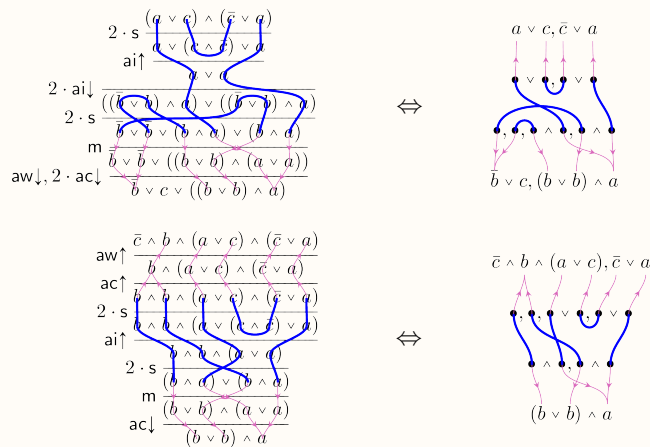 (a ∨ c) ∧ (c̄ ∨ a)
2 · s
a ∨ (c ∧ c̄) ∨ a
ai↑
a ∨ a
2 · ai↓
((b̄ ∨ b) ∧ a) ∨ ((b̄ ∨ b) ∧ a)
2 · s
b̄ ∨ b̄ ∨ (b ∧ a) ∨ (b ∧ a)
m
b̄ ∨ b̄ ∨ ((b ∨ b) ∧ (a ∨ a))
aw↓, 2 · ac↓
b̄ ∨ c ∨ ((b ∨ b) ∧ a)
⇔
a ∨ c, c̄ ∨ a
∨ , ∨
, , ∧ , ∧
b̄ ∨ c, (b ∨ b) ∧ a
c̄ ∧ b ∧ (a ∨ c) ∧ (c̄ ∨ a)
aw↑
b ∧ (a ∨ c) ∧ (c̄ ∨ a)
ac↑
b ∧ b ∧ (a ∨ c) ∧ (c̄ ∨ a)
2 · s
b ∧ b ∧ (a ∨ (c ∧ c̄) ∨ a)
ai↑
b ∧ b ∧ (a ∨ a)
2 · s
(b ∧ a) ∨ (b ∧ a)
m
(b ∨ b) ∧ (a ∨ a)
ac↓
(b ∨ b) ∧ a
⇔
c̄ ∧ b ∧ (a ∨ c), c̄ ∨ a
, , ∨ , ∨
∧ , ∧
(b ∨ b) ∧ a